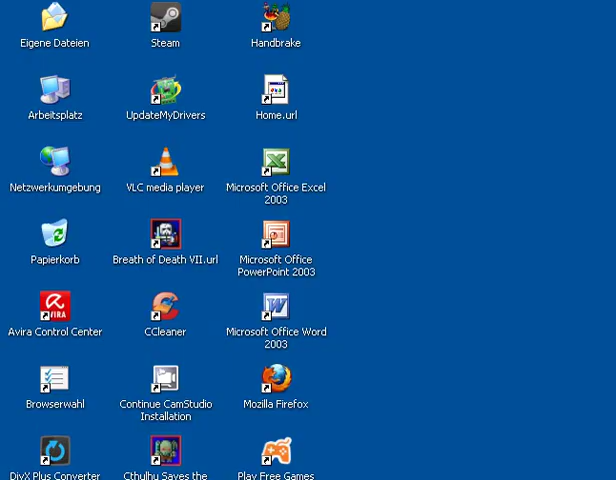 Eigene Dateien
Steam
Handbrake
Arbeitsplatz
UpdateMyDrivers
Home.url
Netzwerkumgebung
VLC media player
Microsoft Office Excel
2003
Papierkorb
Breath of Death VII.url
Microsoft Office
PowerPoint 2003
AVIRA
Avira Control Center
CCleaner
Microsoft Office Word
2003
Browserwahl
Continue CamStudio
Installation
Mozilla Firefox
DivX Plus Converter
Cthulhu Saves the
Play Free Games